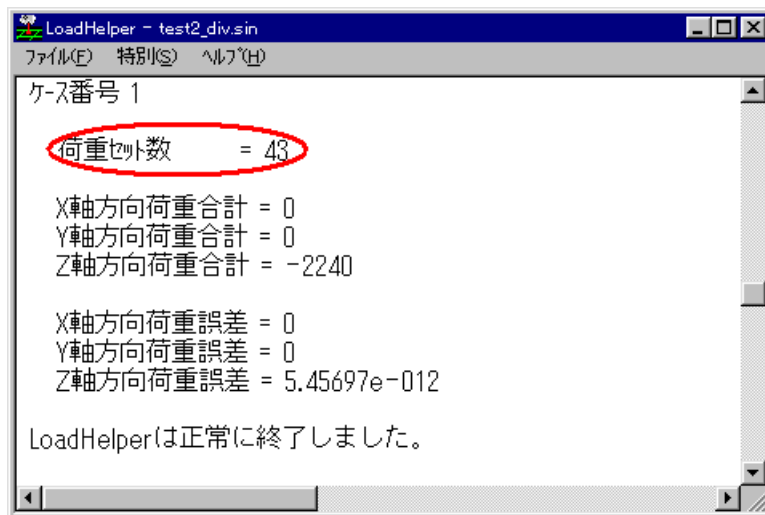 LoadHelper - test2_div.sin
ファイル(F) 特別(S) ヘルプ(H)
ケース番号 1
荷重セット数 = 43
X軸方向荷重合計 = 0
Y軸方向荷重合計 = 0
Z軸方向荷重合計 = -2240
X軸方向荷重誤差 = 0
Y軸方向荷重誤差 = 0
Z軸方向荷重誤差 = 5.45697e-012
LoadHelperは正常に終了しました。